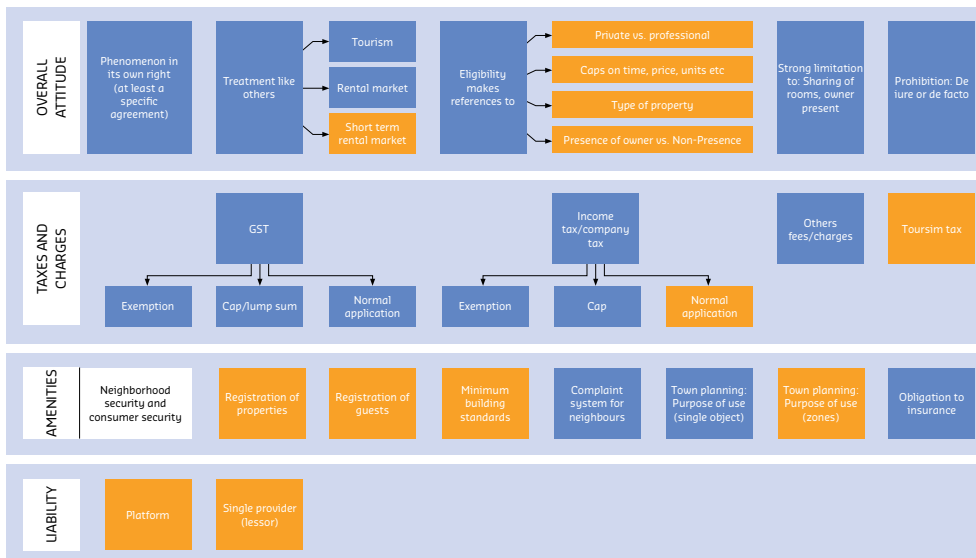 OVERALL
ATTITUDE
Phenomenon in
its own right
(at least a
specific
agreement)
Treatment like
others
Tourism
Rental market
Short term
rental market
Eligibility
makes
references to
Private vs. professional
Caps on time, price, units etc
Type of property
Presence of owner vs. Non-Presence
Strong limitation
to: Sharing of
rooms, owner
present
Prohibition: De
iure or de facto
TAXES AND
CHARGES
GST
Exemption
Cap/lump sum
Normal
application
Income
tax/company
tax
Exemption
Cap
Normal
application
Others
fees/charges
Toursim tax
AMENITIES
Neighborhood
security and
consumer security
Registration of
properties
Registration of
guests
Minimum
building
standards
Complaint
system for
neighbours
Town planning:
Purpose of use
(single object)
Town planning:
Purpose of use
(zones)
Obligation to
insurance
LIABILITY
Platform
Single provider
(lessor)